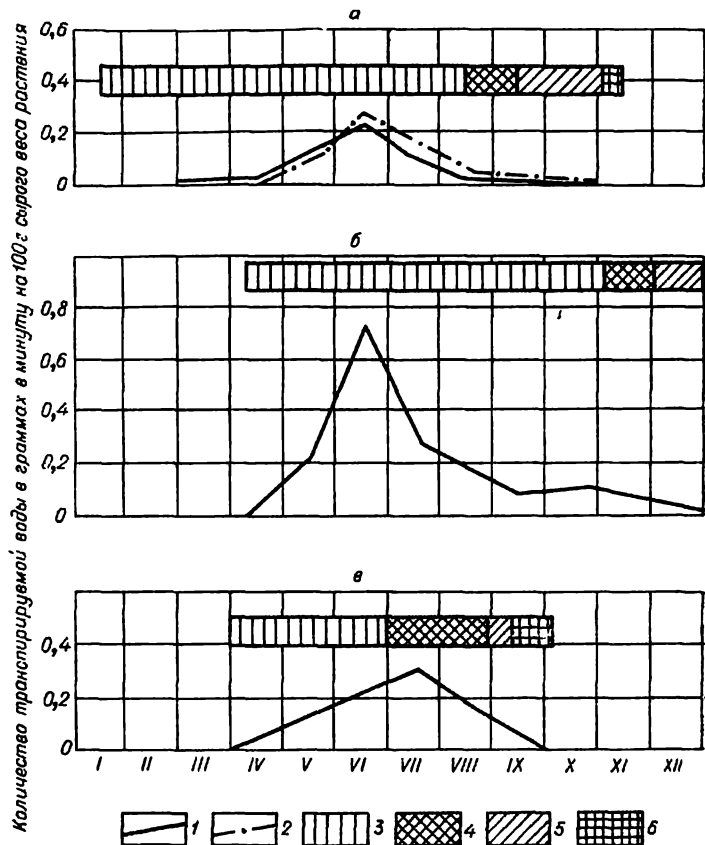 Количество транспирируемой воды в граммах в минуту на 100 г сырого веса растения
а
0,6
0,4
0,2
0
б
0,8
0,6
0,4
0,2
0
в
0,4
0,2
0
I II III IV V VI VII VIII IX X XI XII
1 2 3 4 5 6